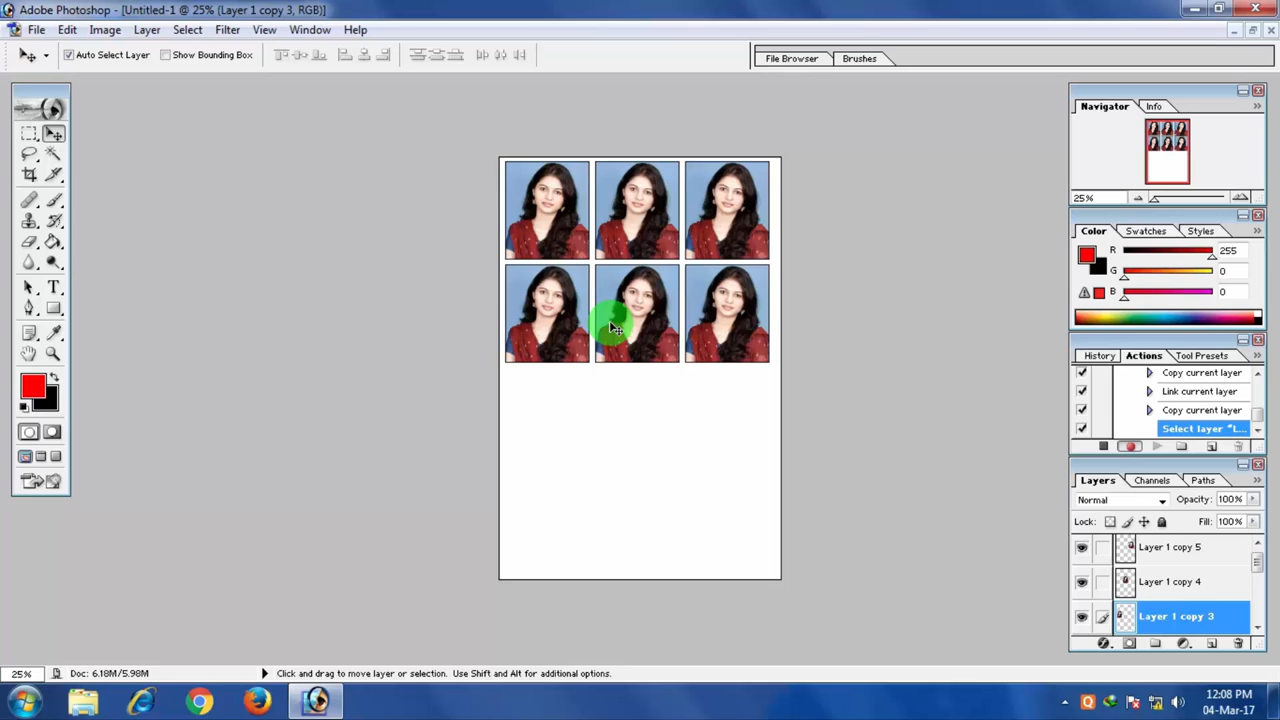 Adobe Photoshop - [Untitled-1 @ 25% (Layer 1 copy 3, RGB)]
File Edit Image Layer Select Filter View Window Help
Auto Select Layer Show Bounding Box
File Browser Brushes
Navigator Info
25%
Color Swatches Styles
R 255
G 0
B 0
History Actions Tool Presets
Copy current layer
Link current layer
Copy current layer
Select layer "L...
Layers Channels Paths
Normal Opacity: 100%
Lock: Fill: 100%
Layer 1 copy 5
Layer 1 copy 4
Layer 1 copy 3
25% Doc: 6.18M/5.98M Click and drag to move layer or selection. Use Shift and Alt for additional options.
12:08 PM
04-Mar-17